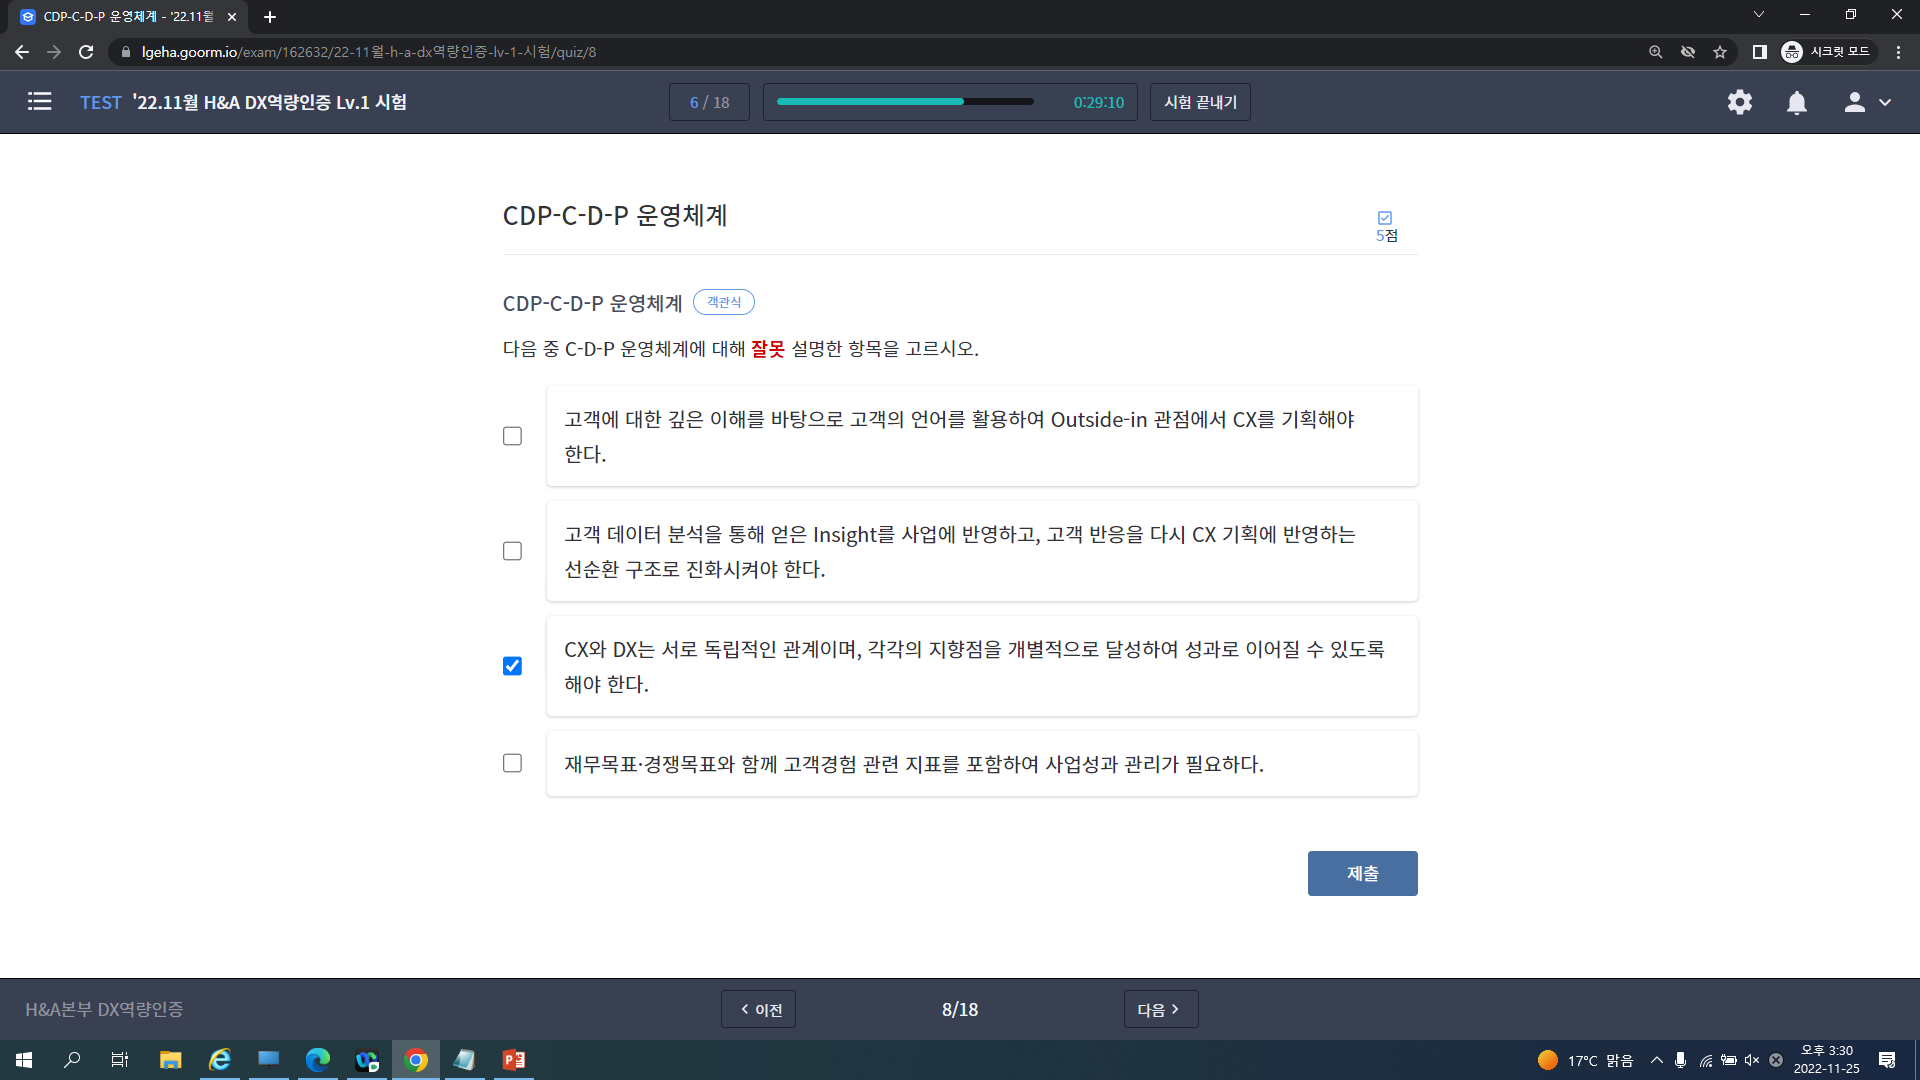 CDP-C-D-P 운영체계 - '22.11월
lgeha.goorm.io/exam/162632/22-11월-h-a-dx역량인증-lv-1-시험/quiz/8
시크릿 모드
TEST '22.11월 H&A DX역량인증 Lv.1 시험
6 / 18
0:29:10
시험 끝내기
CDP-C-D-P 운영체계
5점
CDP-C-D-P 운영체계 객관식
다음 중 C-D-P 운영체계에 대해 잘못 설명한 항목을 고르시오.
고객에 대한 깊은 이해를 바탕으로 고객의 언어를 활용하여 Outside-in 관점에서 CX를 기획해야
한다.
고객 데이터 분석을 통해 얻은 Insight를 사업에 반영하고, 고객 반응을 다시 CX 기획에 반영하는
선순환 구조로 진화시켜야 한다.
CX와 DX는 서로 독립적인 관계이며, 각각의 지향점을 개별적으로 달성하여 성과로 이어질 수 있도록
해야 한다.
재무목표·경쟁목표와 함께 고객경험 관련 지표를 포함하여 사업성과 관리가 필요하다.
제출
H&A본부 DX역량인증
이전
8/18
다음
17°C 맑음
오후 3:30
2022-11-25